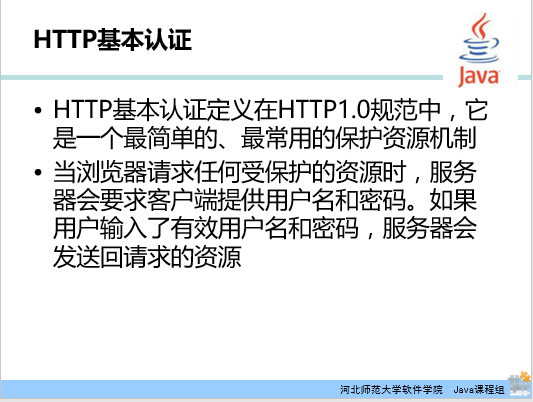 HTTP基本认证
Java
• HTTP基本认证定义在HTTP1.0规范中，它
是一个最简单的、最常用的保护资源机制
• 当浏览器请求任何受保护的资源时，服务
器会要求客户端提供用户名和密码。如果
用户输入了有效用户名和密码，服务器会
发送回请求的资源
河北师范大学软件学院 Java课程组